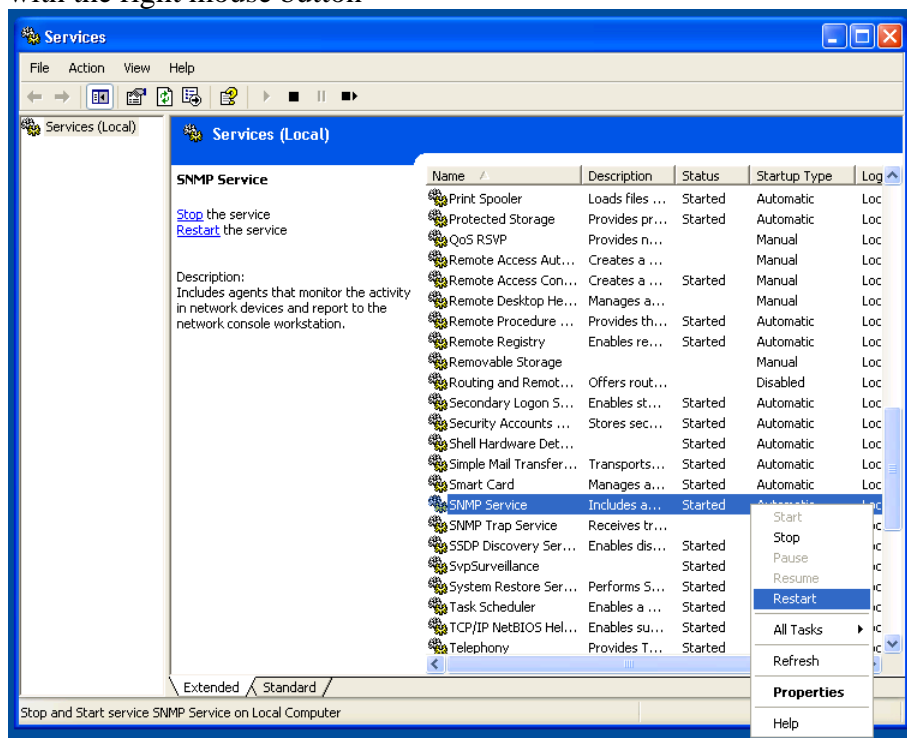 with the right mouse button
Services
File Action View Help
Services (Local)
Services (Local)
SNMP Service
Stop the service
Restart the service
Description:
Includes agents that monitor the activity
in network devices and report to the
network console workstation.
Name Description Status Startup Type Log
Print Spooler Loads files ... Started Automatic Loc
Protected Storage Provides pr... Started Automatic Loc
QoS RSVP Provides n... Manual Loc
Remote Access Aut... Creates a ... Manual Loc
Remote Access Con... Creates a ... Started Manual Loc
Remote Desktop He... Manages a... Manual Loc
Remote Procedure ... Provides th... Started Automatic Loc
Remote Registry Enables re... Started Automatic Loc
Removable Storage Manual Loc
Routing and Remot... Offers rout... Disabled Loc
Secondary Logon S... Enables st... Started Automatic Loc
Security Accounts ... Stores sec... Started Automatic Loc
Shell Hardware Det... Started Automatic Loc
Simple Mail Transfer... Transports... Started Automatic Loc
Smart Card Manages a... Started Automatic Loc
SNMP Service Includes a... Started
SNMP Trap Service Receives tr...
SSDP Discovery Ser... Enables dis... Started
SvpSurveillance Started
System Restore Ser... Performs S... Started
Task Scheduler Enables a ... Started
TCP/IP NetBIOS Hel... Enables su... Started
Telephony Provides T... Started
Start
Stop
Pause
Resume
Restart
All Tasks
Refresh
Properties
Help
Extended Standard
Stop and Start service SNMP Service on Local Computer